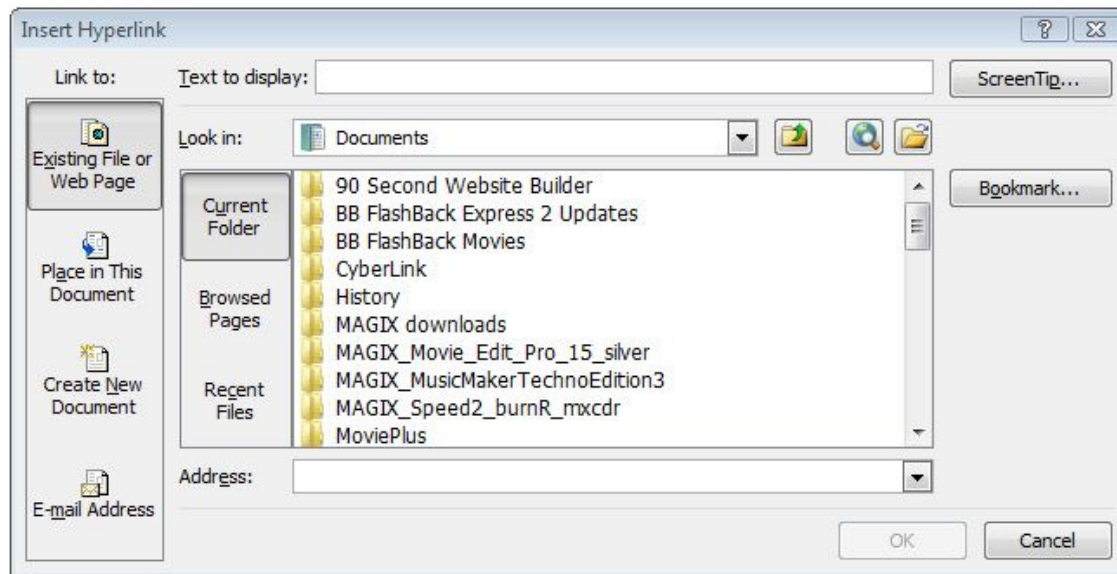 Insert Hyperlink
Link to:
Text to display:
ScreenTip...
Existing File or
Web Page
Place in This
Document
Create New
Document
E-mail Address
Look in:
Documents
Current
Folder
Browsed
Pages
Recent
Files
90 Second Website Builder
BB FlashBack Express 2 Updates
BB FlashBack Movies
CyberLink
History
MAGIX downloads
MAGIX_Movie_Edit_Pro_15_silver
MAGIX_MusicMakerTechnoEdition3
MAGIX_Speed2_burnR_mxcdr
MoviePlus
Bookmark...
Address:
OK
Cancel